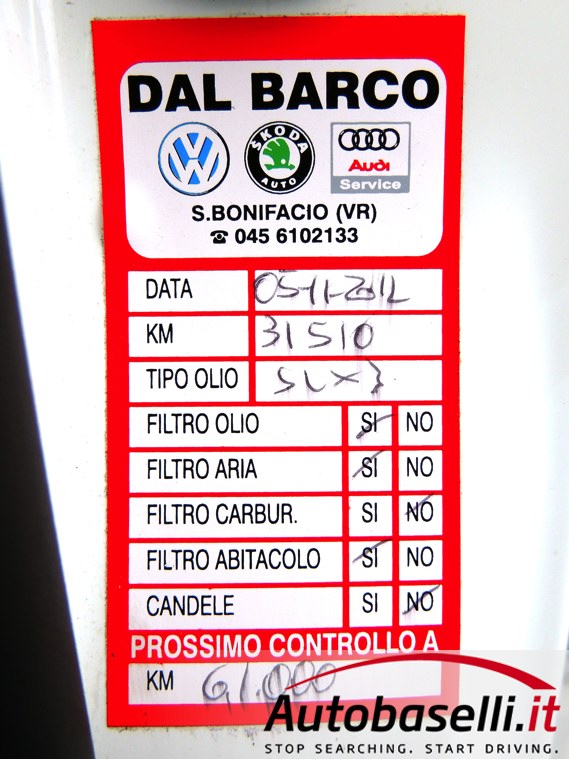 DAL BARCO
ŠKODA
AUTO
Audi
Service
S.BONIFACIO (VR)
☎ 045 6102133
DATA 05-11-2012
KM 31510
TIPO OLIO SLX3
FILTRO OLIO SI NO
FILTRO ARIA SI NO
FILTRO CARBUR. SI NO
FILTRO ABITACOLO SI NO
CANDELE SI NO
PROSSIMO CONTROLLO A
KM 61.000
Autobaselli.it
STOP SEARCHING. START DRIVING.